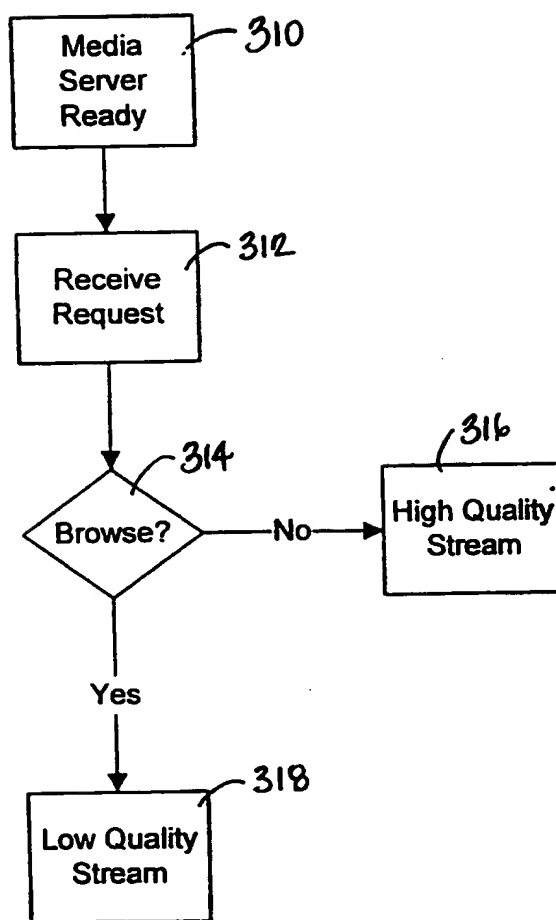 Media
Server
Ready
310
Receive
Request
312
Browse?
314
No
High Quality
Stream
316
Yes
Low Quality
Stream
318